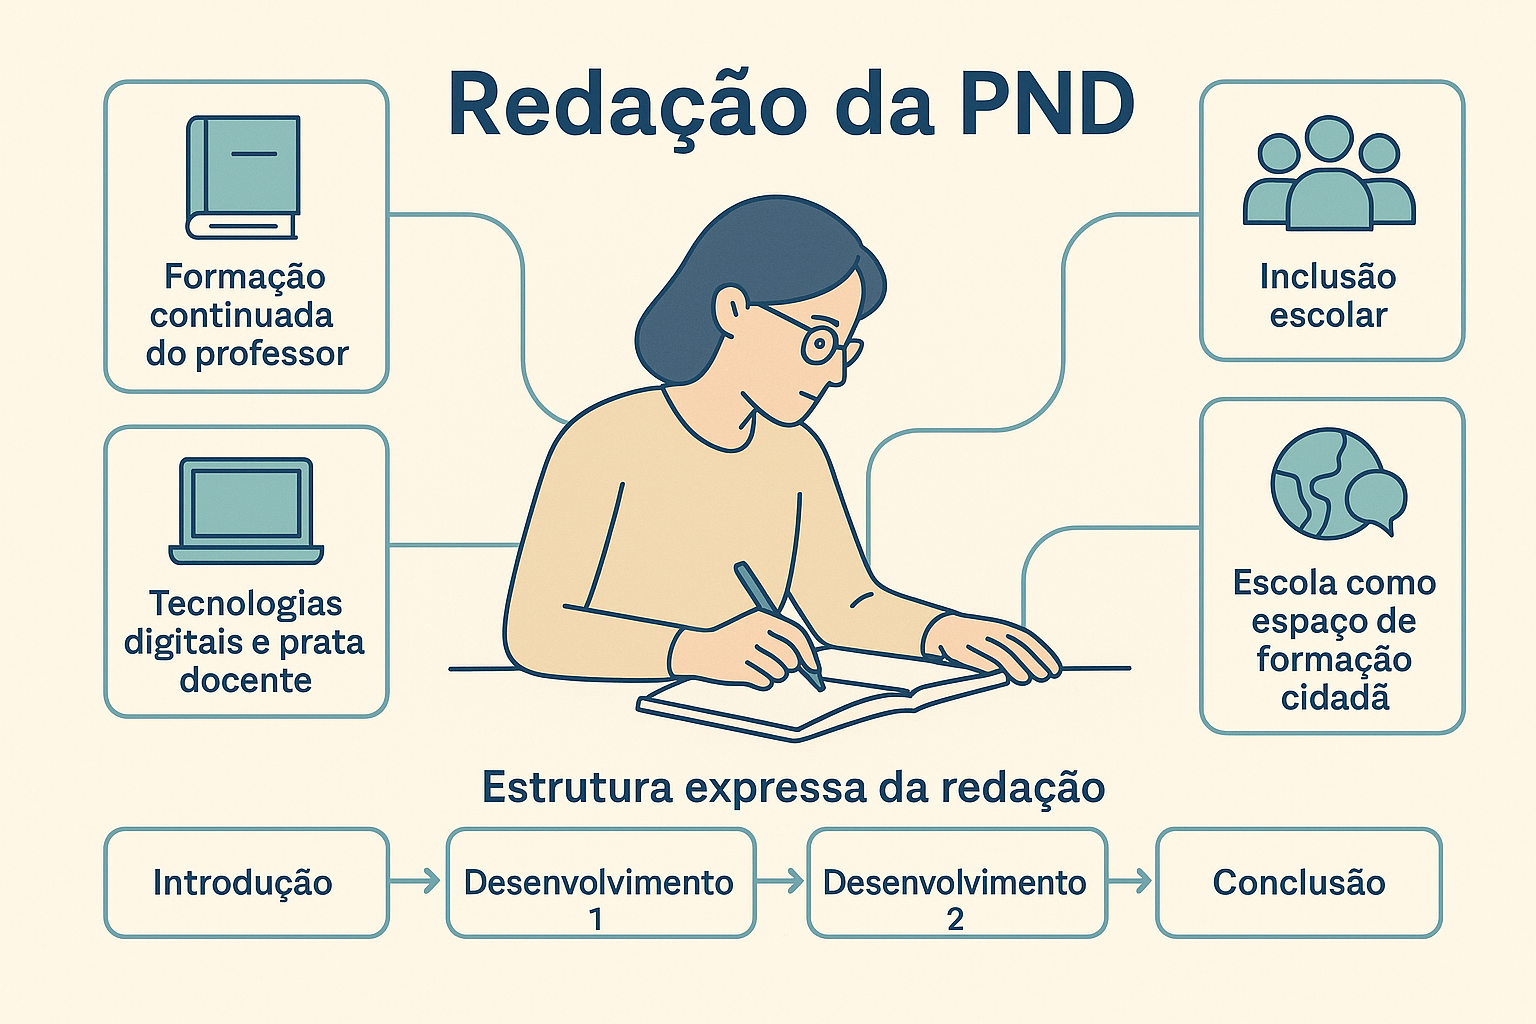 Redação da PND
Formação
continuada
do professor
Tecnologias
digitais e prata
docente
Inclusão
escolar
Escola como
espaço de
formação
cidadã
Estrutura expressa da redação
Introdução
Desenvolvimento
1
Desenvolvimento
2
Conclusão